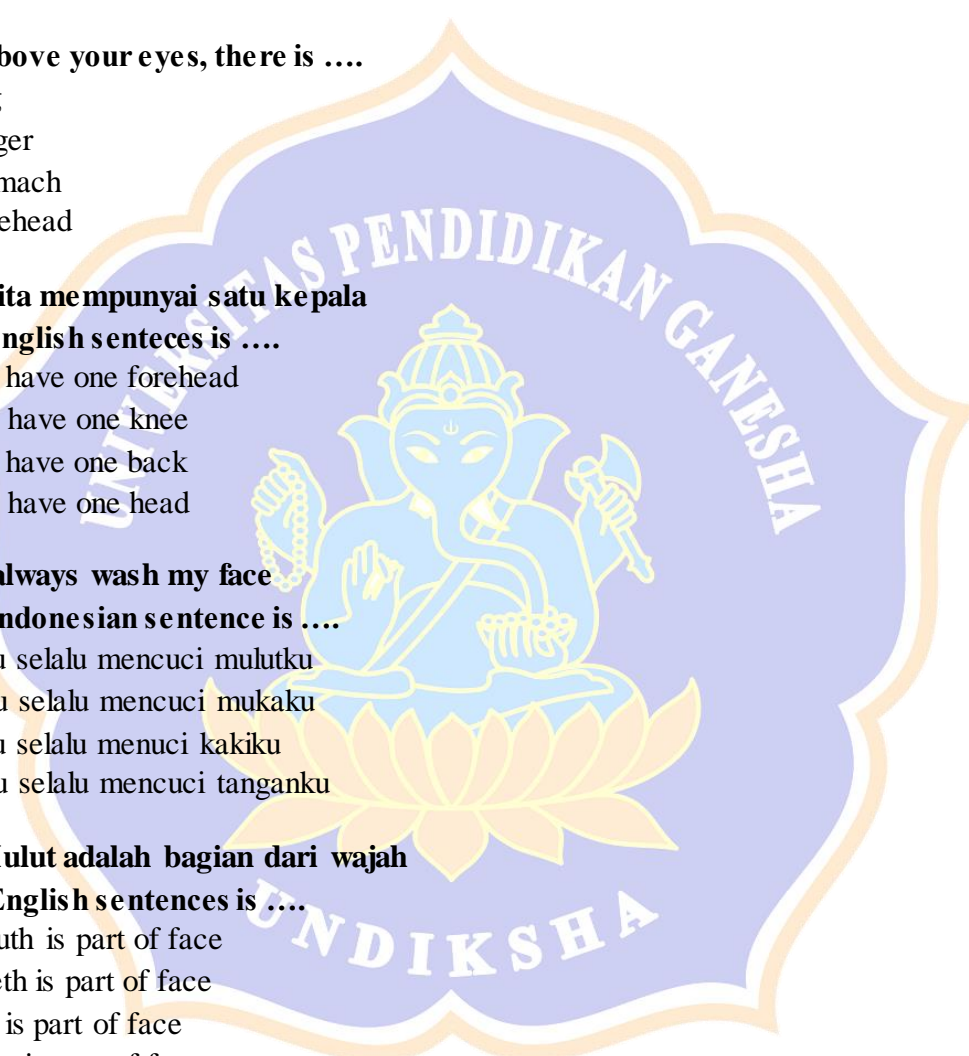 bove your eyes, there is ….
ger
mach
ehead
ita mempunyai satu kepala
nglish senteces is ….
have one forehead
have one knee
have one back
have one head
always wash my face
ndonesian sentence is ….
u selalu mencuci mulutku
u selalu mencuci mukaku
u selalu menuci kakiku
u selalu mencuci tanganku
ulut adalah bagian dari wajah
English sentences is ….
uth is part of face
eth is part of face
is part of face
UNIVERSITAS PENDIDIKAN GANESHA
UNDIKSHA